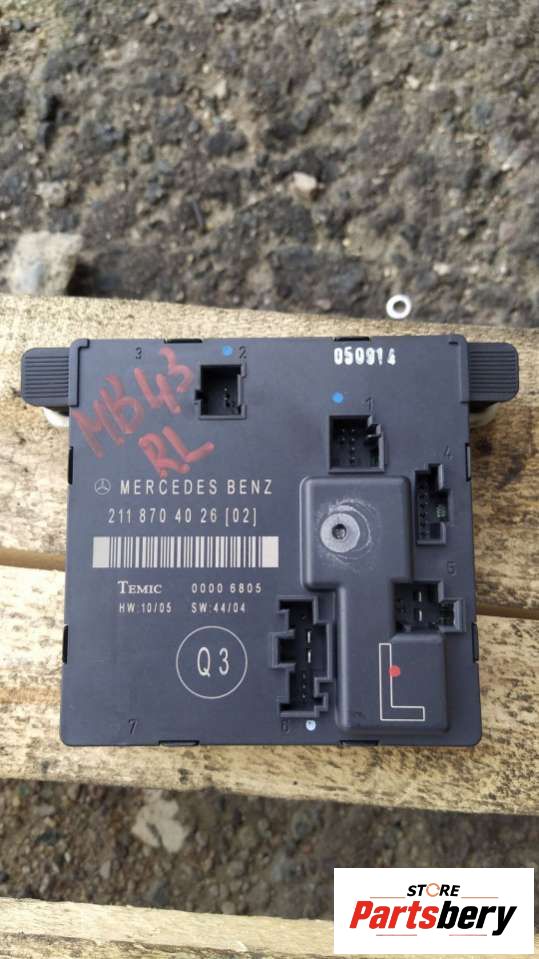 3 2 050914
1
MB43
RL
4
MERCEDES BENZ
211 870 40 26 [02]
5
TEMIC 0000 6805
HW:10/05 SW:44/04
Q3
L
7 6
STORE
Partsbery